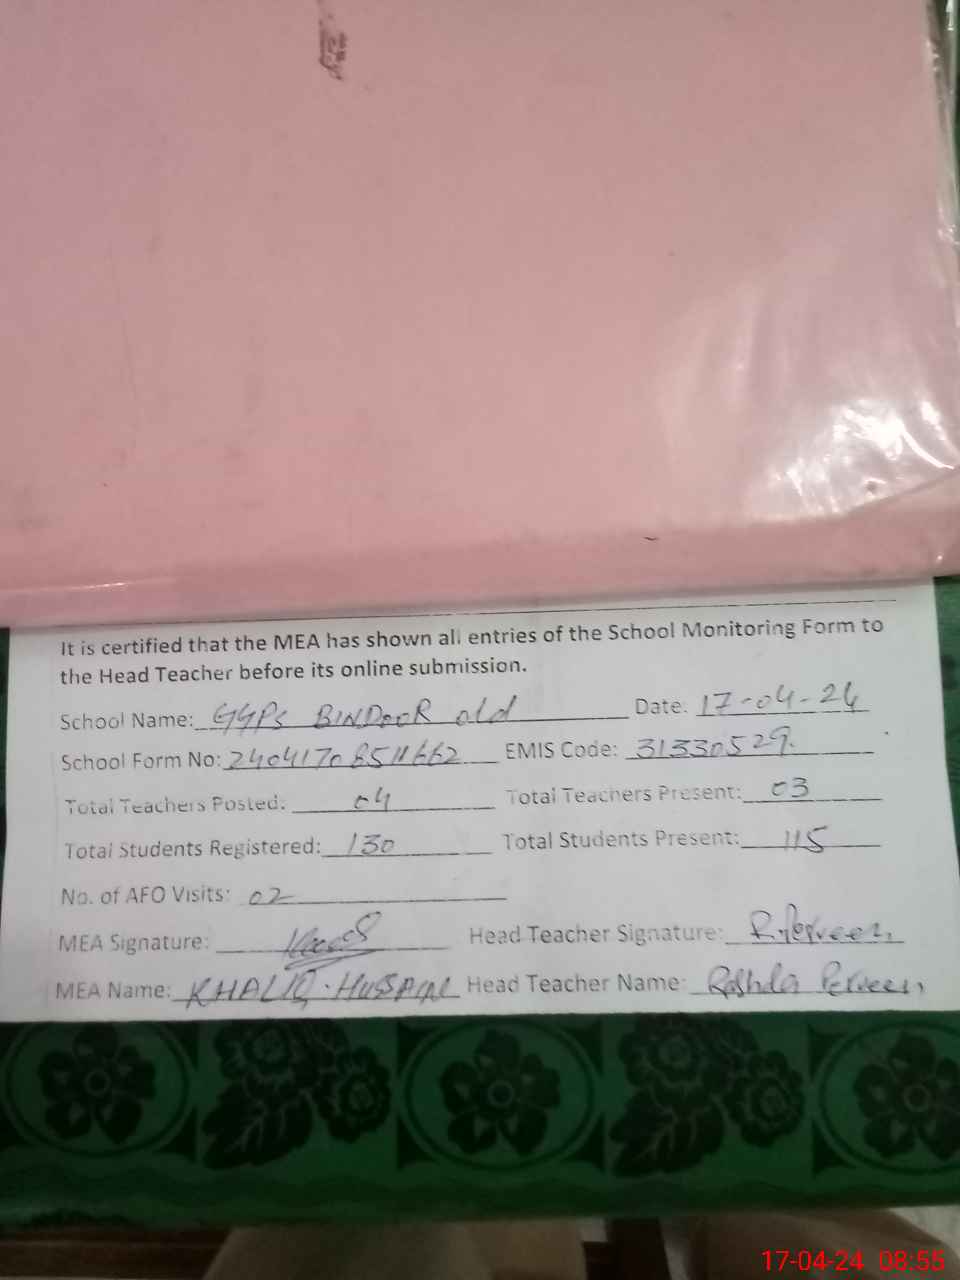 It is certified that the MEA has shown all entries of the School Monitoring Form to
the Head Teacher before its online submission.
School Name: GGPS BINDOOR old Date: 17-04-24
School Form No: EMIS Code: 31330529
Total Teachers Posted: 04 Total Teachers Present: 03
Total Students Registered: 130 Total Students Present: 115
No. of AFO Visits: 02
MEA Signature: Head Teacher Signature: R. Perveen
MEA Name: KHALIQ. HUSSAIN Head Teacher Name: Rashda Perveen
17-04-24 08:55